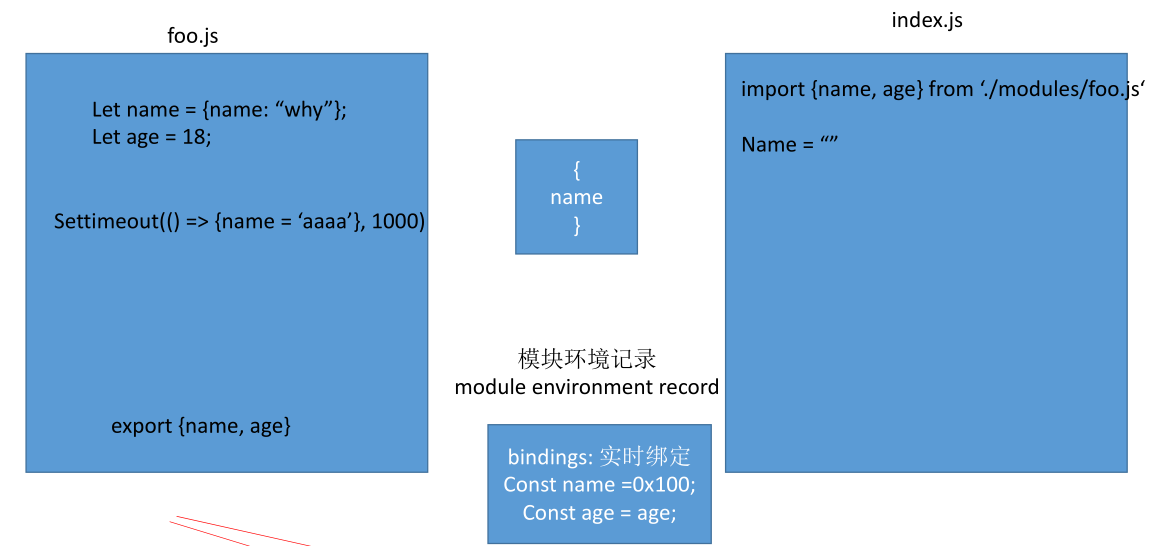 foo.js
Let name = {name: “why”};
Let age = 18;
Settimeout(() => {name = ‘aaaa’}, 1000)
export {name, age}
{
name
}
模块环境记录
module environment record
bindings: 实时绑定
Const name =0x100;
Const age = age;
index.js
import {name, age} from ‘./modules/foo.js‘
Name = “”